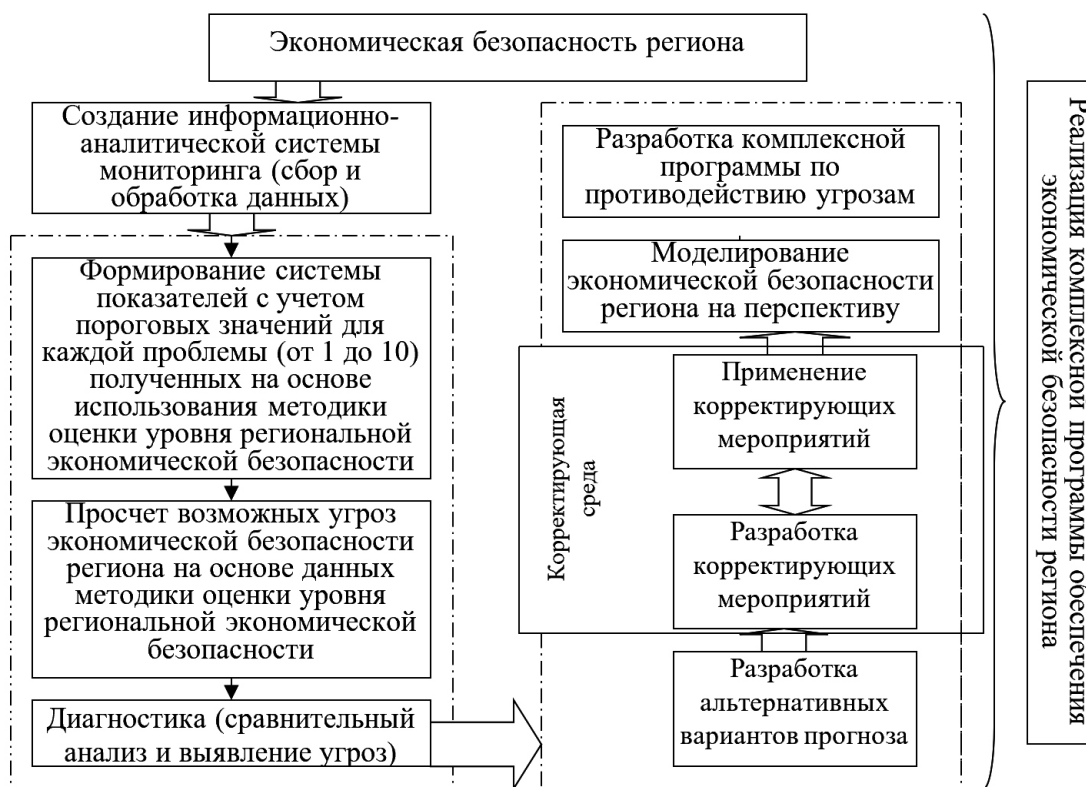 Экономическая безопасность региона
Создание информационно-
аналитической системы
мониторинга (сбор и
обработка данных)
Формирование системы
показателей с учетом
пороговых значений для
каждой проблемы (от 1 до 10)
полученных на основе
использования методики
оценки уровня региональной
экономической безопасности
Просчет возможных угроз
экономической безопасности
региона на основе данных
методики оценки уровня
региональной экономической
безопасности
Диагностика (сравнительный
анализ и выявление угроз)
Разработка комплексной
программы по
противодействию угрозам
Моделирование
экономической безопасности
региона на перспективу
Корректирующая
среда
Применение
корректирующих
мероприятий
Разработка
корректирующих
мероприятий
Разработка
альтернативных
вариантов прогноза
Реализация комплексной программы обеспечения
экономической безопасности региона